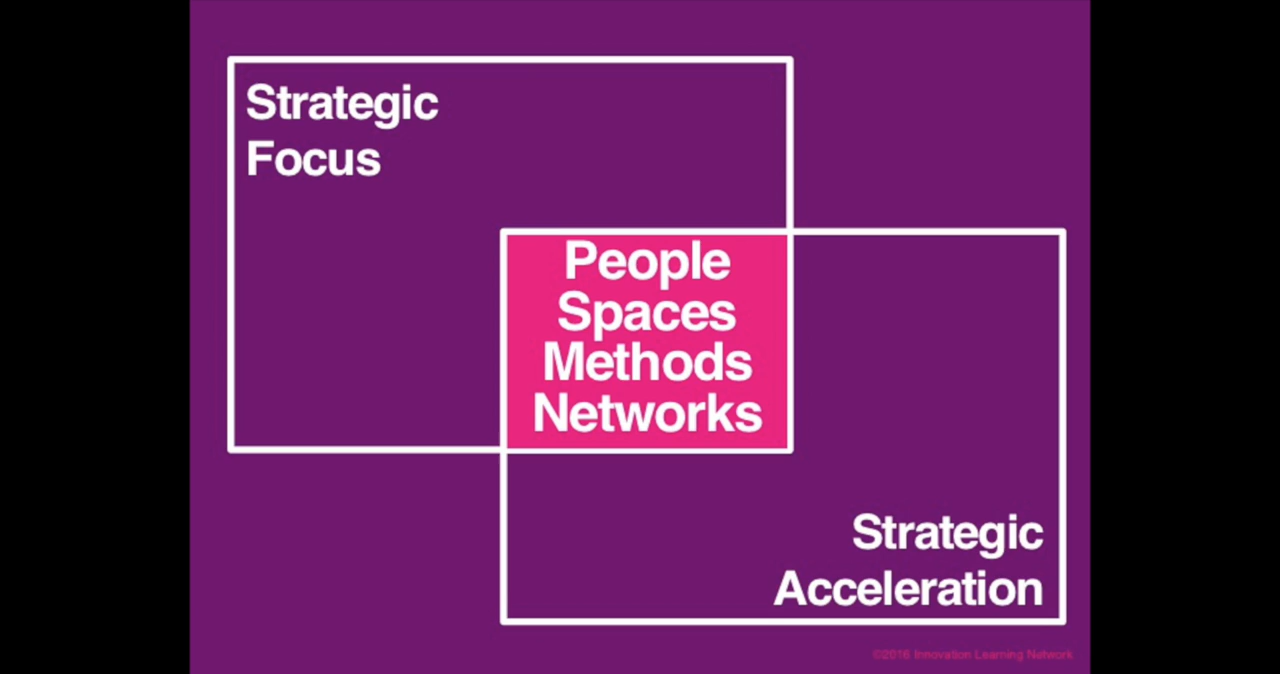 Strategic
Focus
People
Spaces
Methods
Networks
Strategic
Acceleration
©2016 Innovation Learning Network